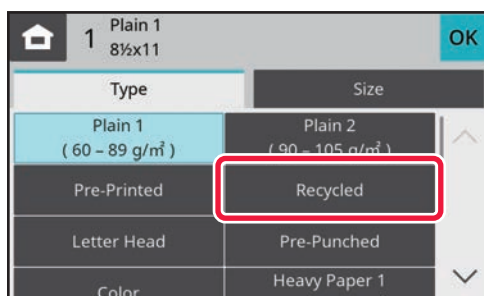 1 Plain 1
8½x11
OK
Type
Size
Plain 1
( 60 – 89 g/㎡ )
Plain 2
( 90 – 105 g/㎡ )
Pre-Printed
Recycled
Letter Head
Pre-Punched
Color
Heavy Paper 1